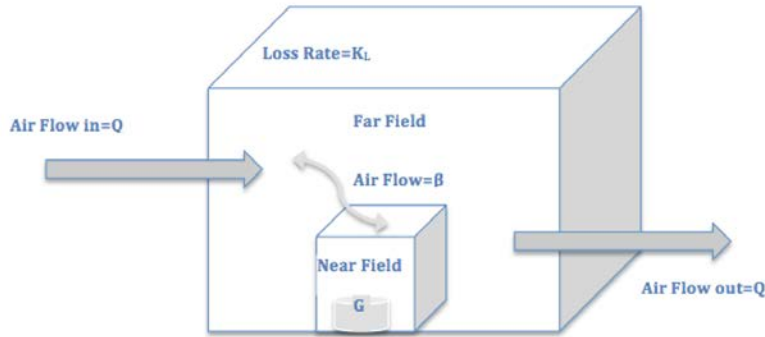 Loss Rate=KL
Far Field
Air Flow in=Q
Air Flow=β
Near Field
G
Air Flow out=Q